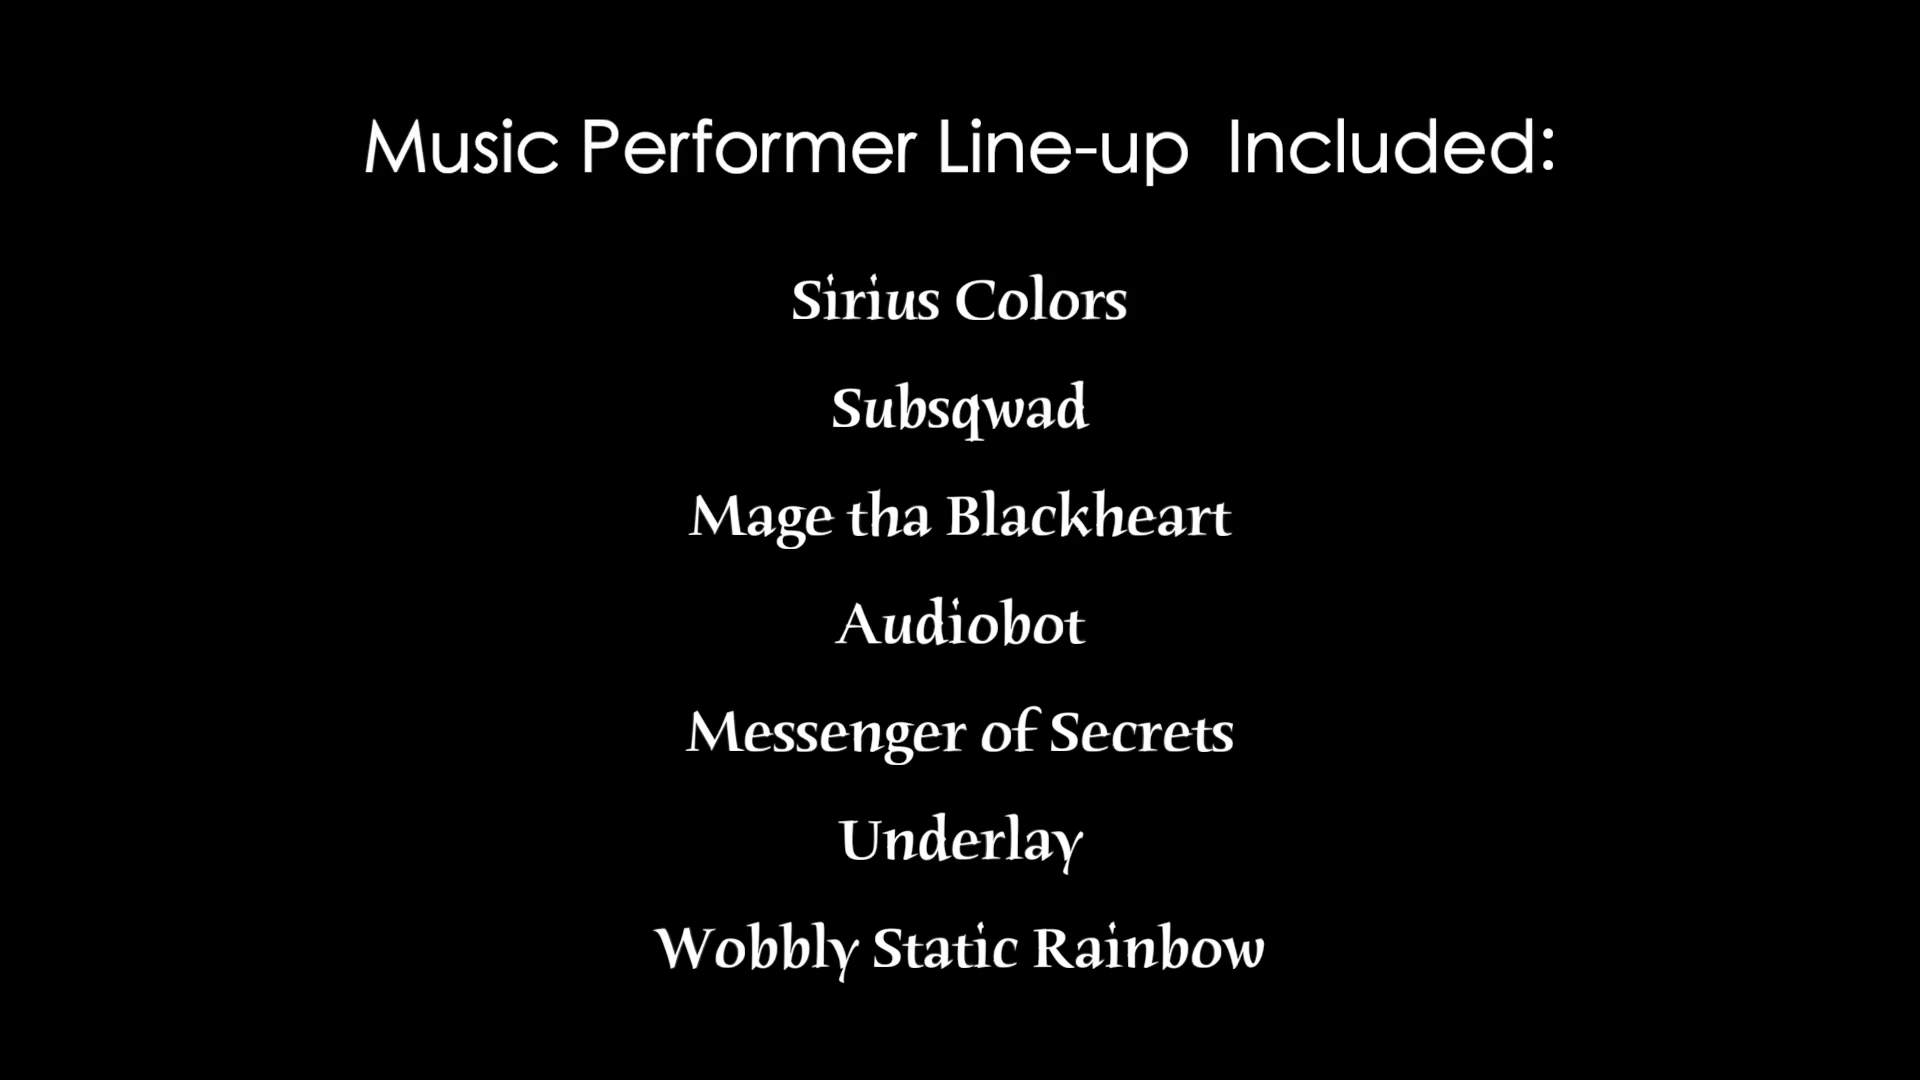 Music Performer Line-up  Included:
Sirius Colors
Subsqwad
Mage tha Blackheart
Audiobot
Messenger of Secrets
Underlay
Wobbly Static Rainbow